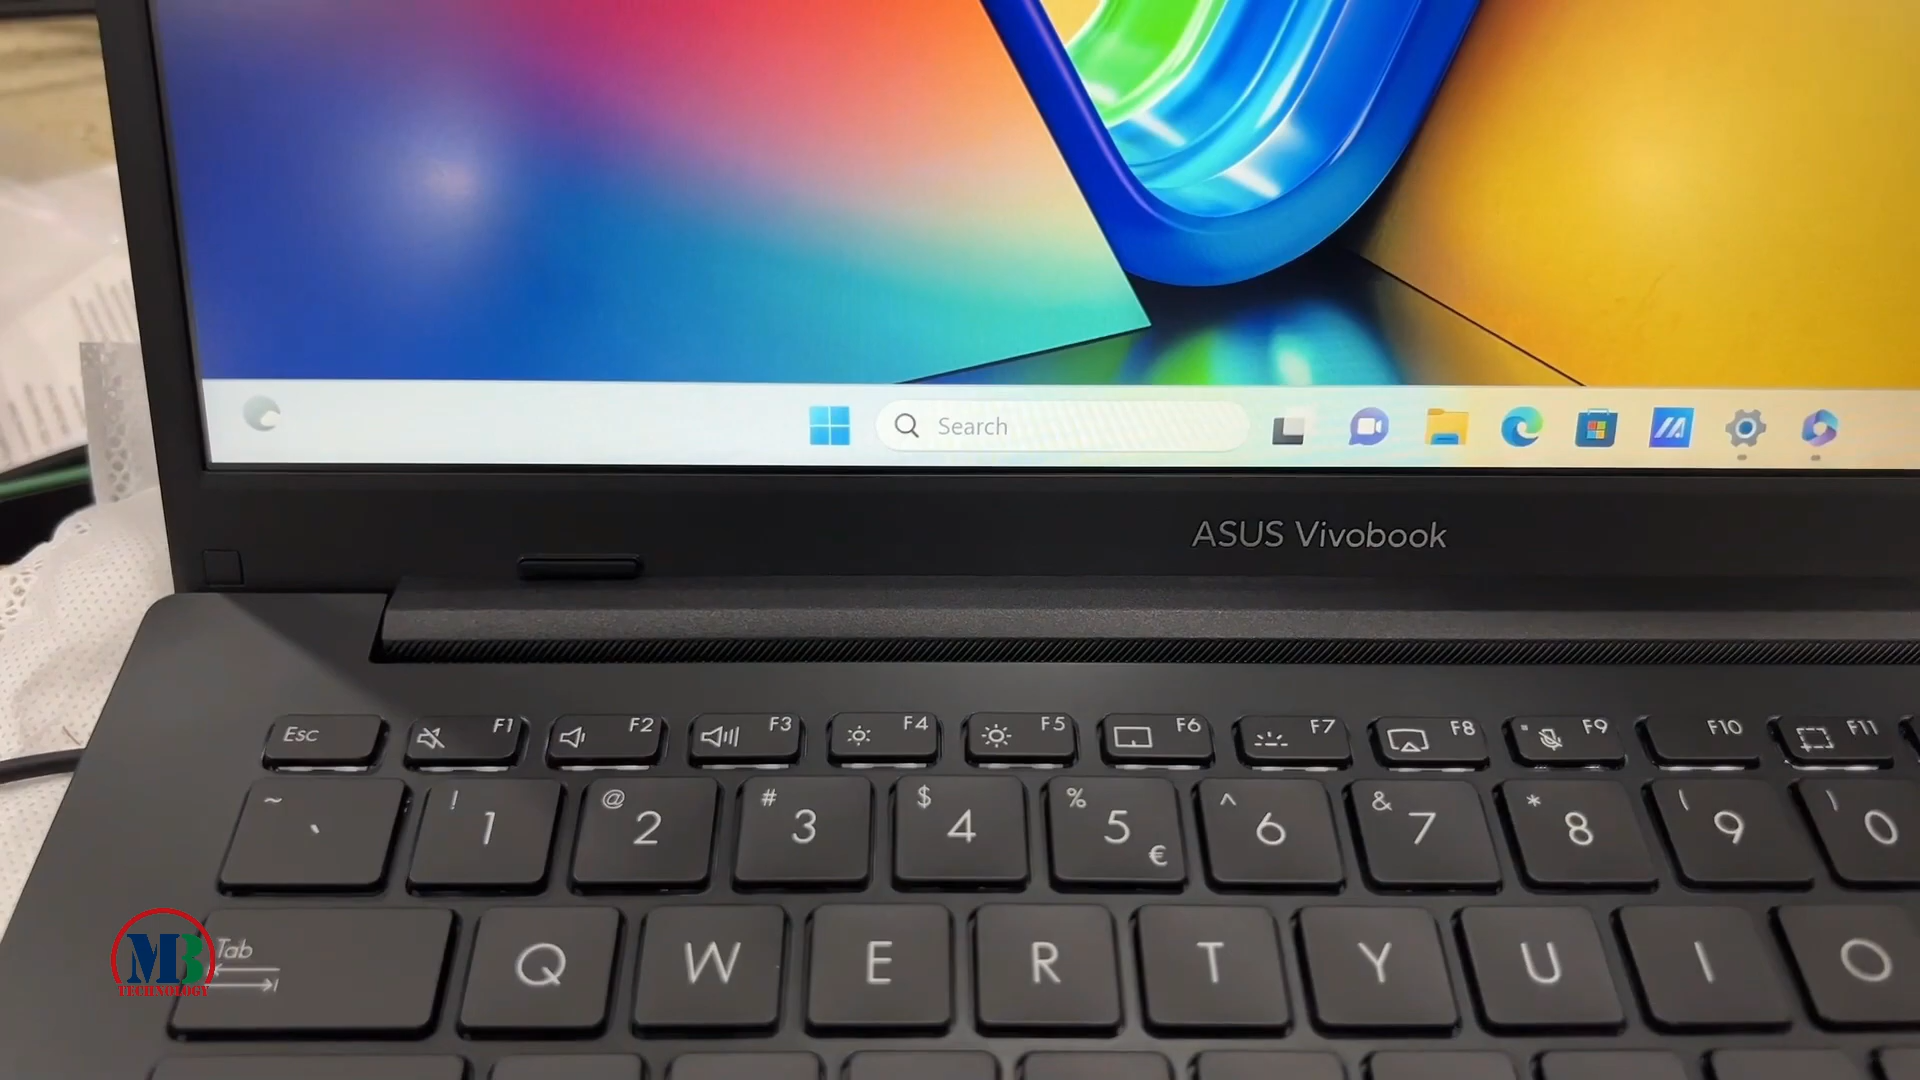 Search
ASUS Vivobook
Esc F1 F2 F3 F4 F5 F6 F7 F8 F9 F10 F11
~ ! @ # $ % ^ & * ( )
` 1 2 3 4 5 € 6 7 8 9 0
Tab Q W E R T Y U I O
MB
TECHNOLOGY